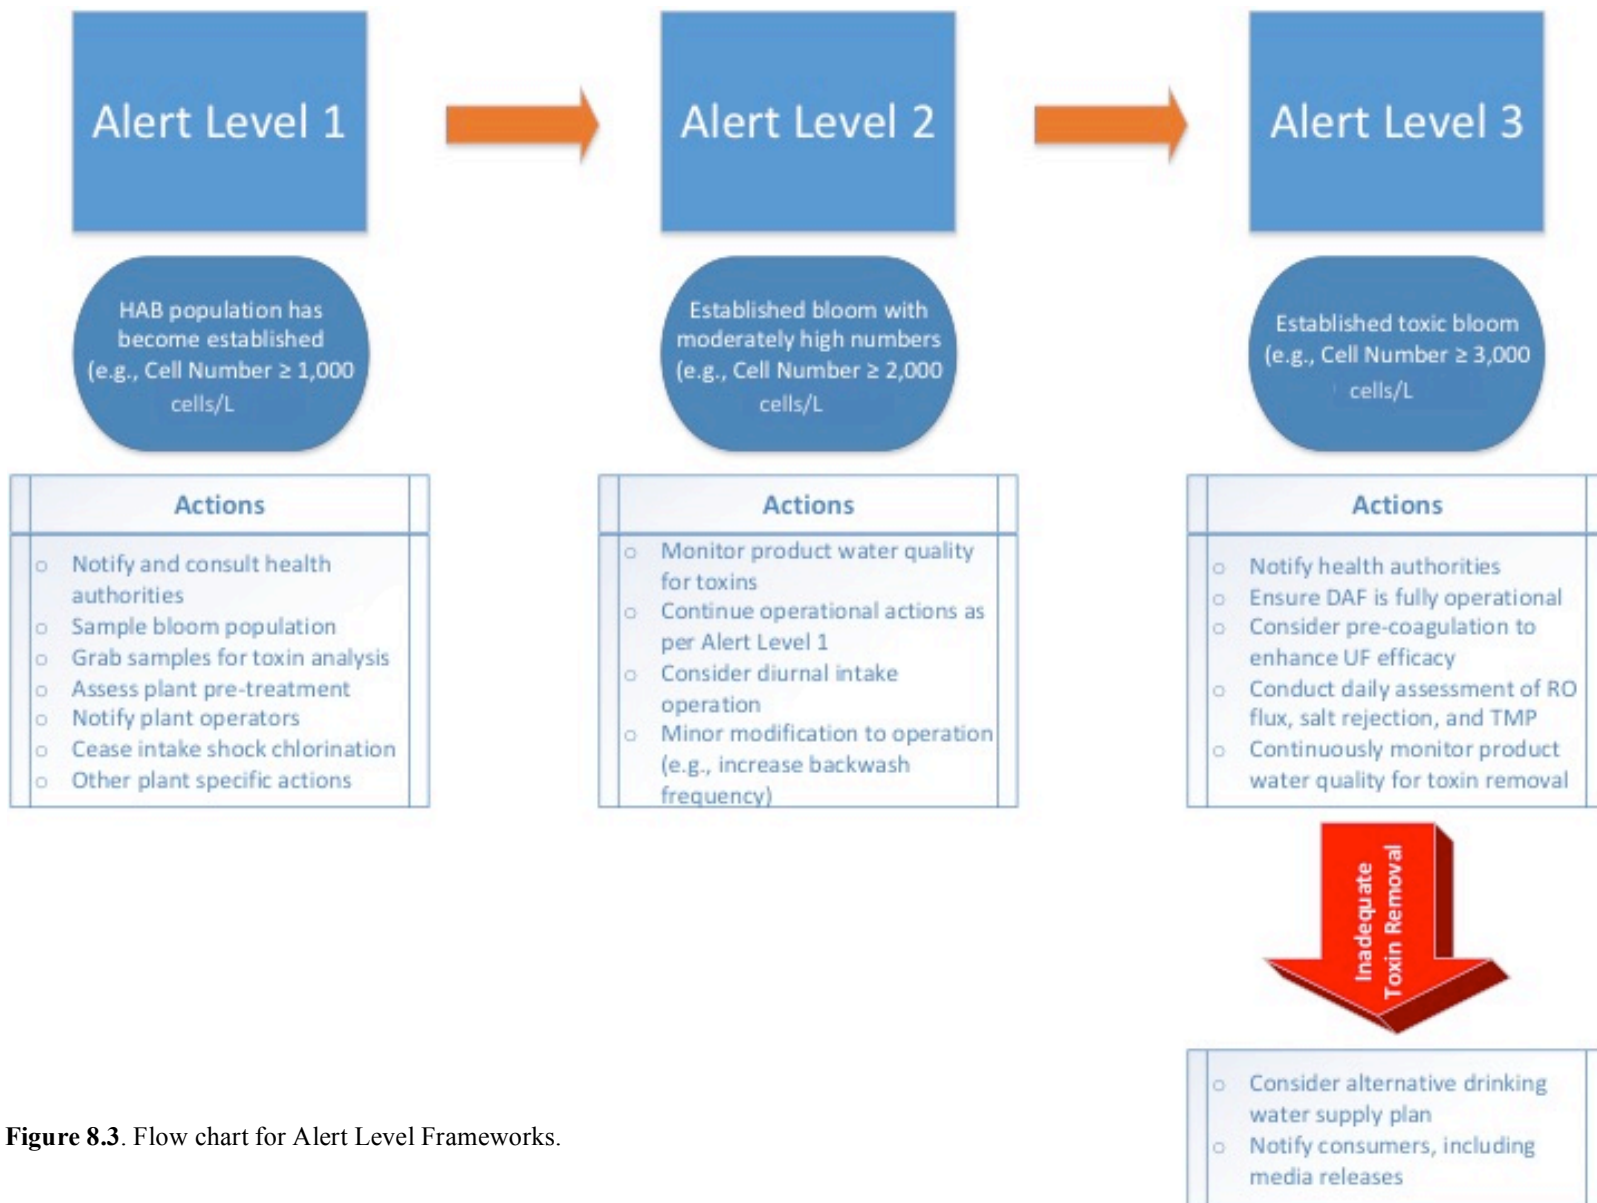 Alert Level 1
Alert Level 2
Alert Level 3
HAB population has
become established
(e.g., Cell Number ≥ 1,000
cells/L
Established bloom with
moderately high numbers
(e.g., Cell Number ≥ 2,000
cells/L
Established toxic bloom
(e.g., Cell Number ≥ 3,000
cells/L
Actions
○ Notify and consult health
authorities
○ Sample bloom population
○ Grab samples for toxin analysis
○ Assess plant pre-treatment
○ Notify plant operators
○ Cease intake shock chlorination
○ Other plant specific actions
Actions
○ Monitor product water quality
for toxins
○ Continue operational actions as
per Alert Level 1
○ Consider diurnal intake
operation
○ Minor modification to operation
(e.g., increase backwash
frequency)
Actions
○ Notify health authorities
○ Ensure DAF is fully operational
○ Consider pre-coagulation to
enhance UF efficacy
○ Conduct daily assessment of RO
flux, salt rejection, and TMP
○ Continuously monitor product
water quality for toxin removal
Inadequate
Toxin Removal
○ Consider alternative drinking
water supply plan
○ Notify consumers, including
media releases
Figure 8.3. Flow chart for Alert Level Frameworks.